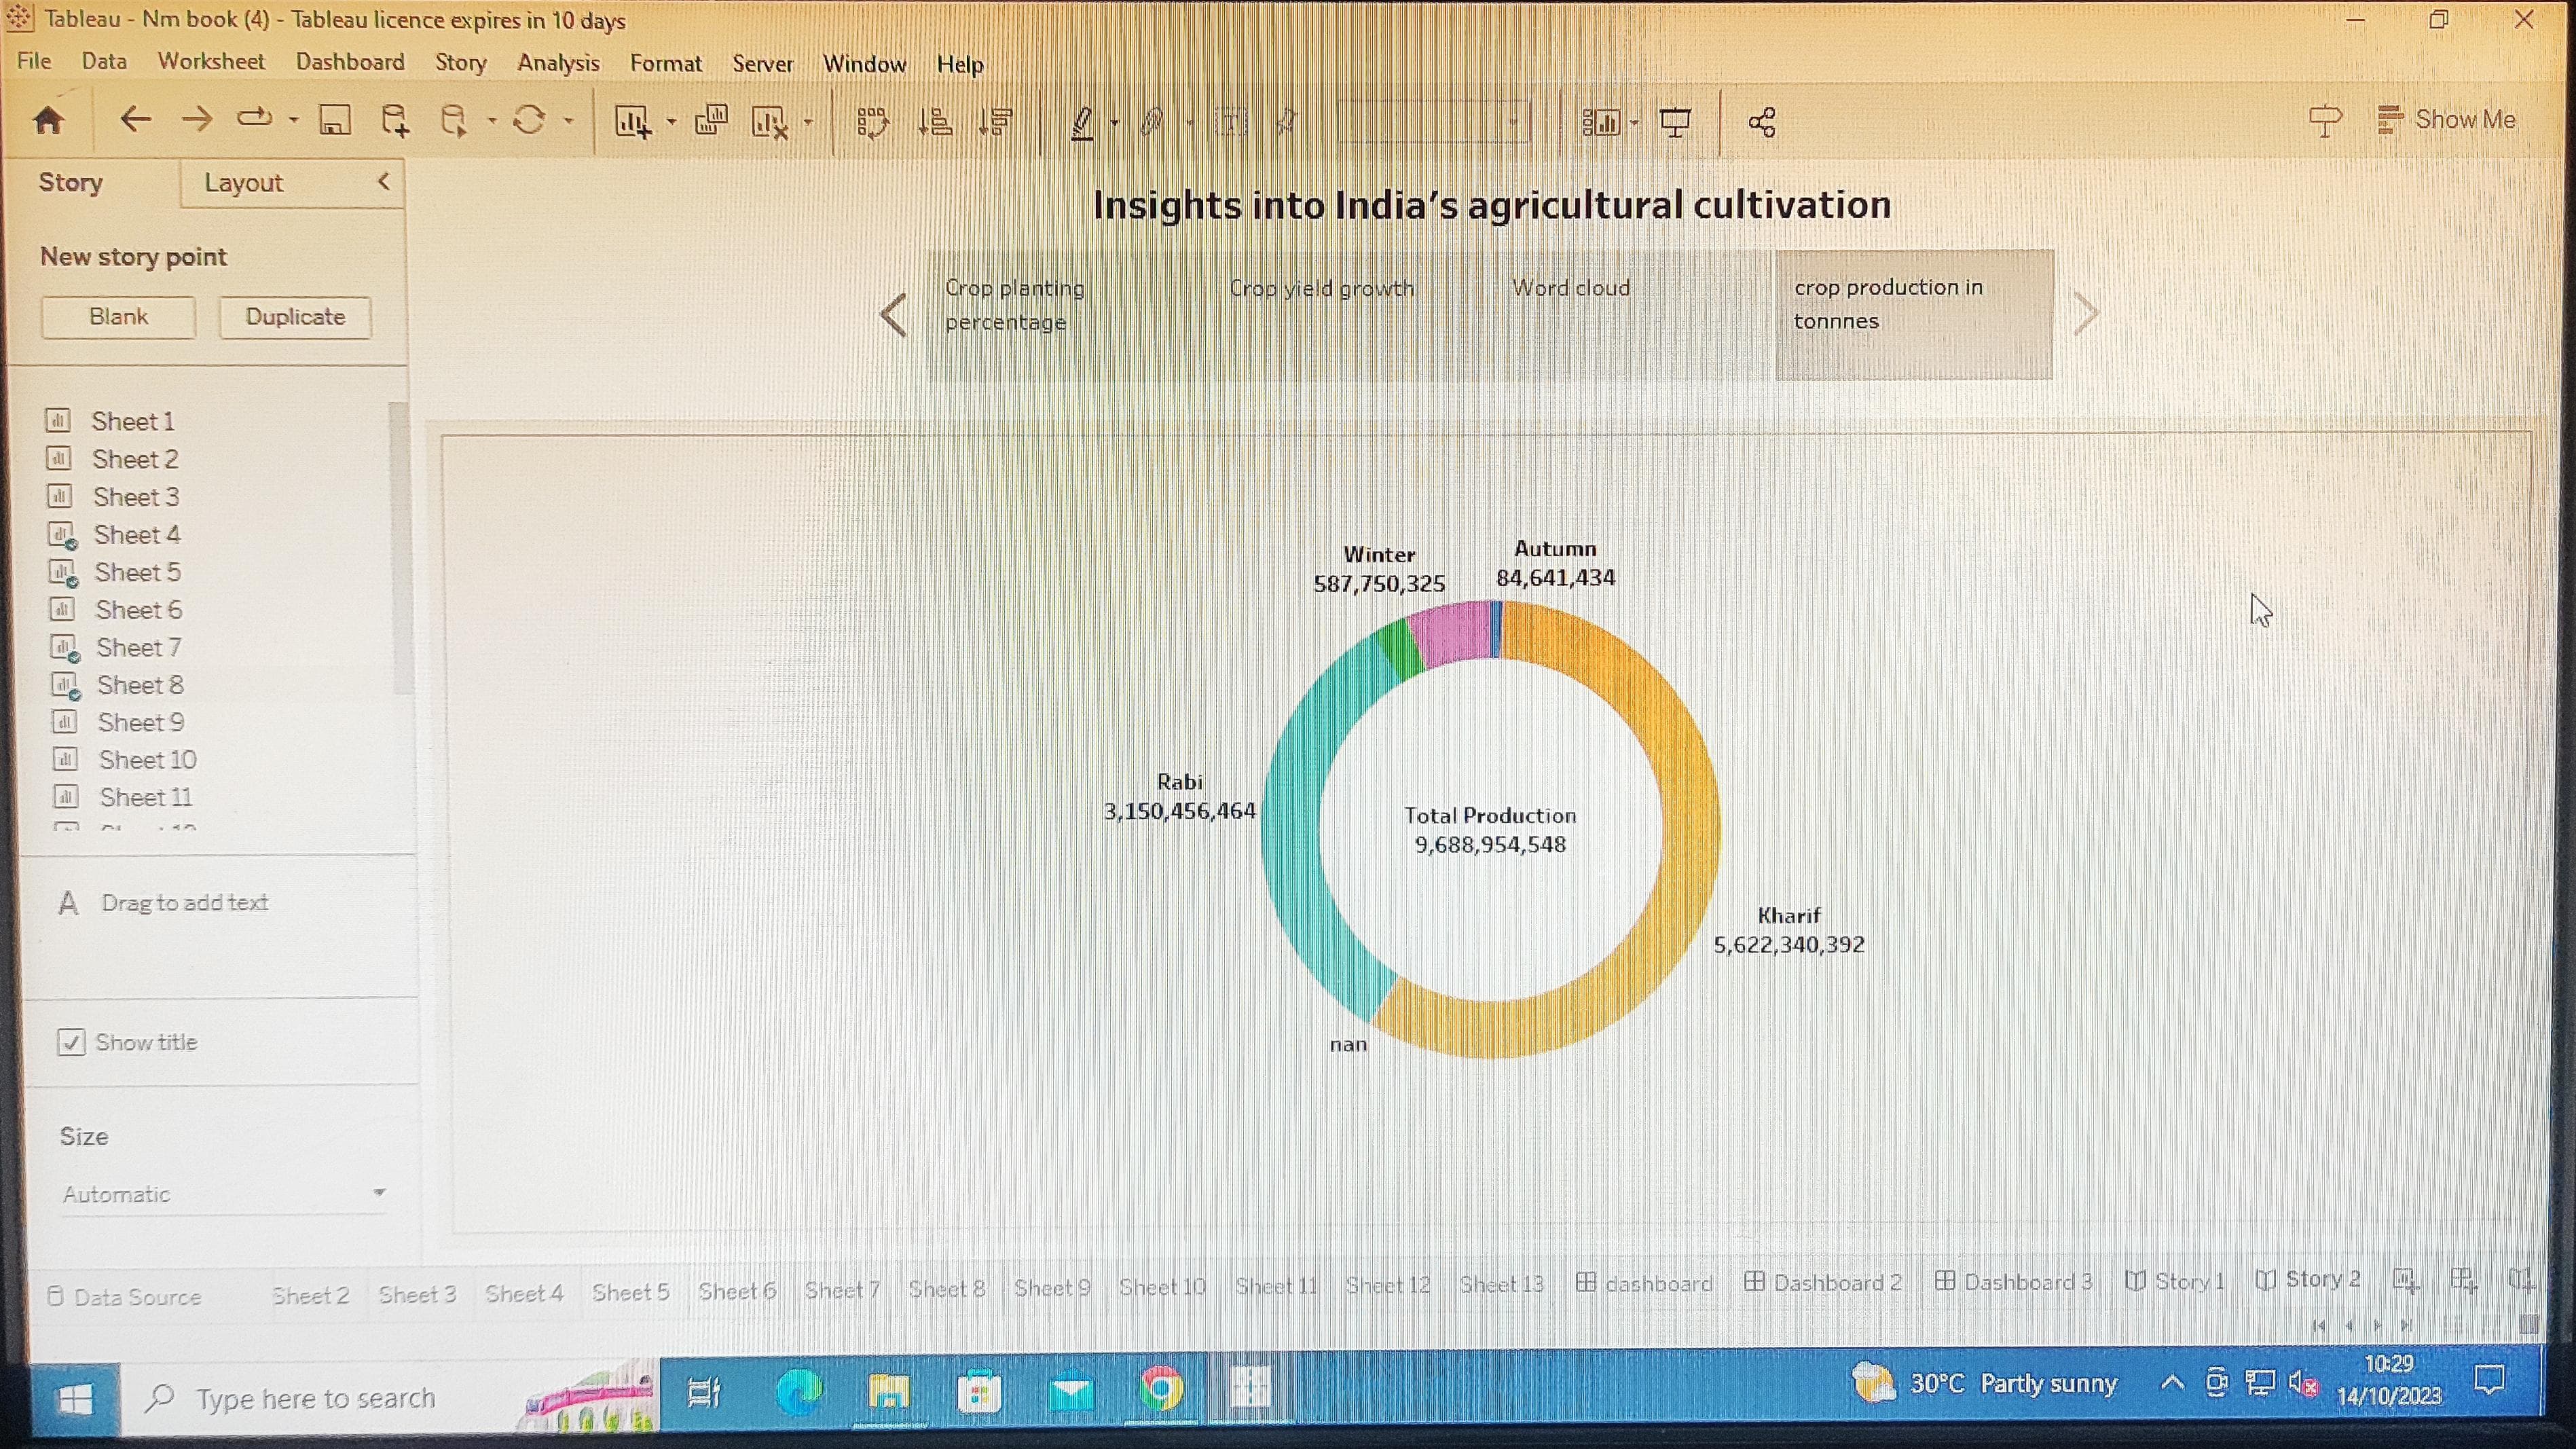 Tableau - Nm book (4) - Tableau licence expires in 10 days
File Data Worksheet Dashboard Story Analysis Format Server Window Help
Show Me
Story Layout
Insights into India's agricultural cultivation
New story point
Blank Duplicate
Crop planting
percentage
Crop yield growth
Word cloud
crop production in
tonnnes
Sheet 1
Sheet 2
Sheet 3
Sheet 4
Sheet 5
Sheet 6
Sheet 7
Sheet 8
Sheet 9
Sheet 10
Sheet 11
A Drag to add text
Show title
Size
Automatic
Winter
587,750,325
Autumn
84,641,434
Rabi
3,150,456,464
Total Production
9,688,954,548
Kharif
5,622,340,392
nan
Data Source Sheet 2 Sheet 3 Sheet 4 Sheet 5 Sheet 6 Sheet 7 Sheet 8 Sheet 9 Sheet 10 Sheet 11 Sheet 12 Sheet 13 dashboard Dashboard 2 Dashboard 3 Story 1 Story 2
Type here to search
30°C Partly sunny
10:29
14/10/2023